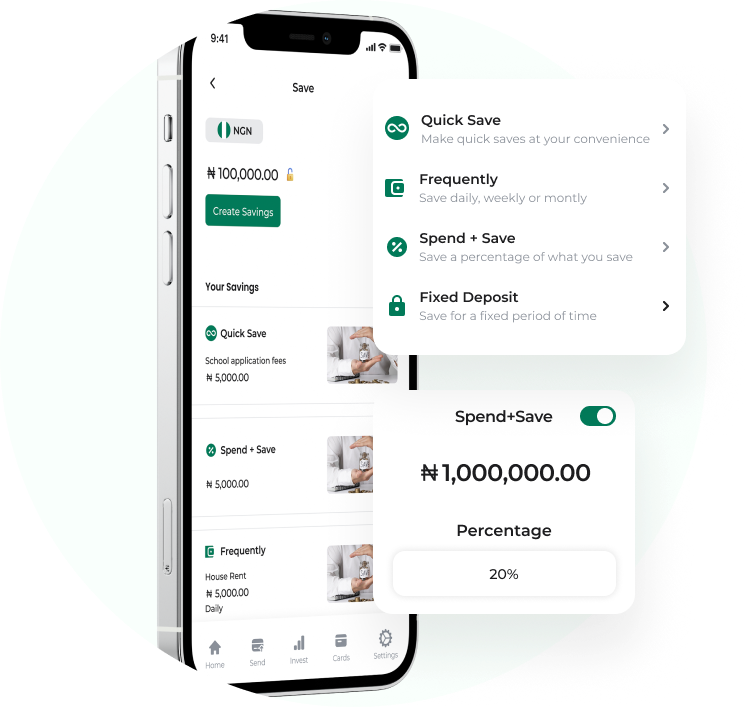 9:41
Save
NGN
₦ 100,000.00
Create Savings
Your Savings
Quick Save
School application fees
₦ 5,000.00
Spend + Save
₦ 5,000.00
Frequently
House Rent
₦ 5,000.00
Daily
Home
Send
Invest
Cards
Settings
Quick Save
Make quick saves at your convenience
Frequently
Save daily, weekly or montly
Spend + Save
Save a percentage of what you save
Fixed Deposit
Save for a fixed period of time
Spend+Save
₦ 1,000,000.00
Percentage
20%